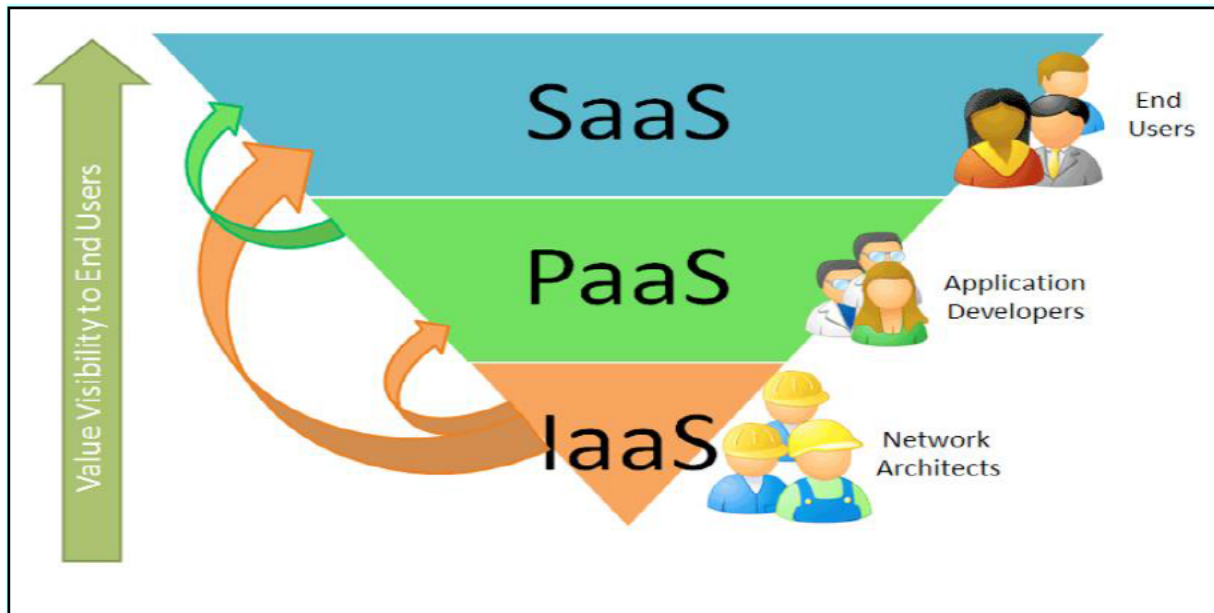 Value Visibility to End Users
SaaS
End
Users
PaaS
Application
Developers
IaaS
Network
Architects